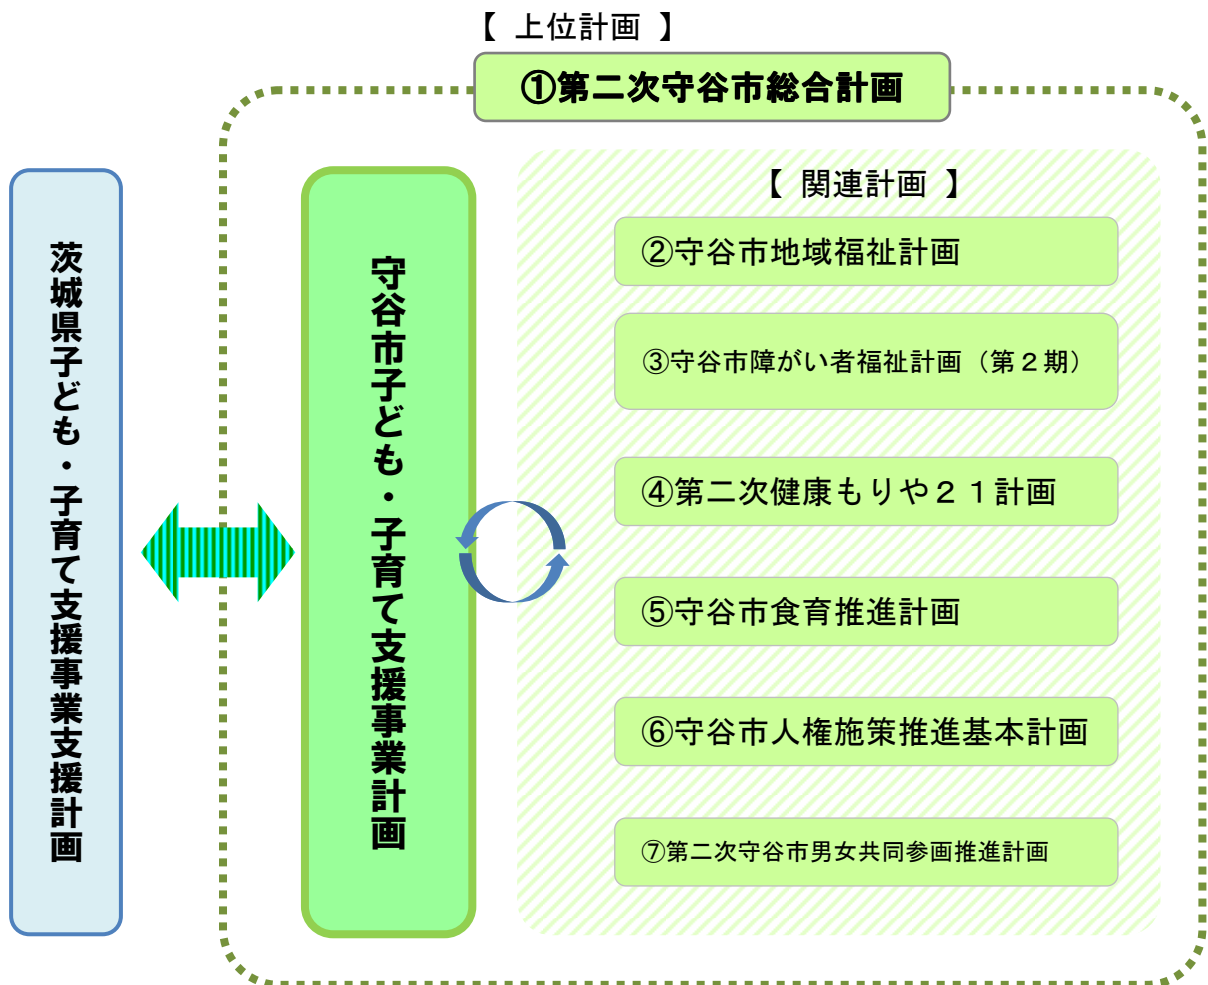 【 上位計画 】
①第二次守谷市総合計画
茨城県子ども・子育て支援事業支援計画
守谷市子ども・子育て支援事業計画
【 関連計画 】
②守谷市地域福祉計画
③守谷市障がい者福祉計画（第２期）
④第二次健康もりや２１計画
⑤守谷市食育推進計画
⑥守谷市人権施策推進基本計画
⑦第二次守谷市男女共同参画推進計画